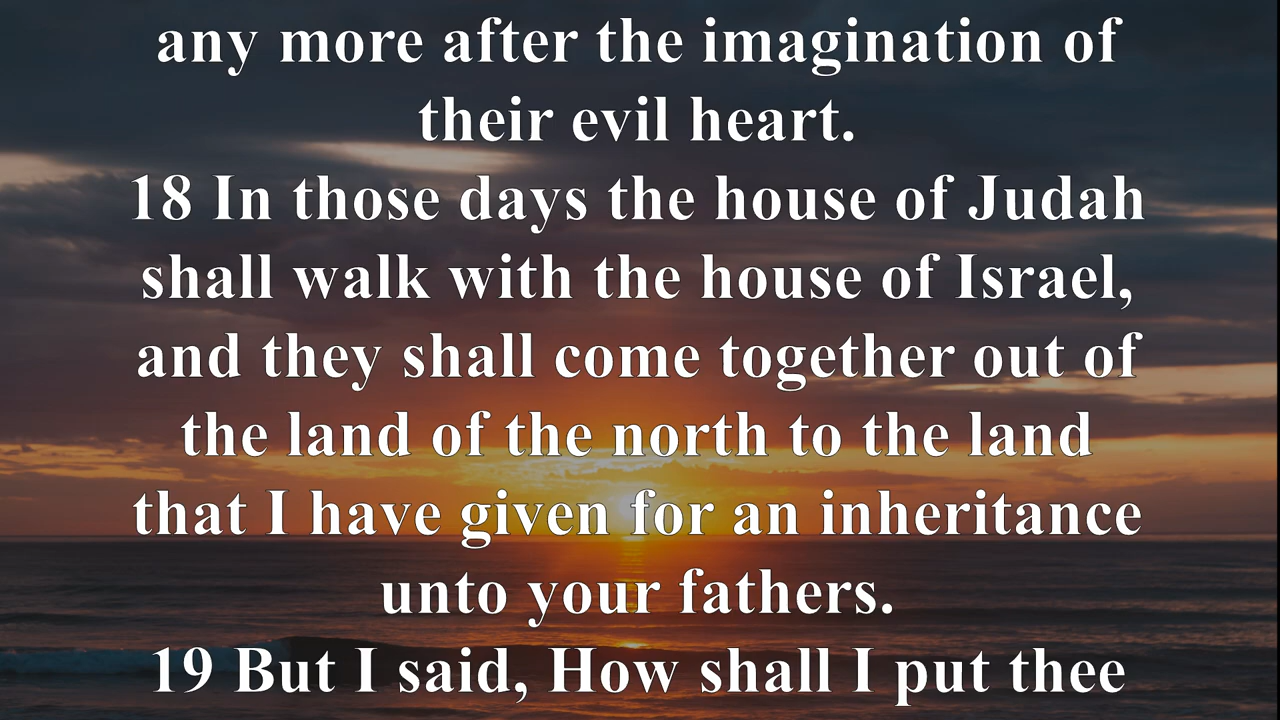 any more after the imagination of
their evil heart.
18 In those days the house of Judah
shall walk with the house of Israel,
and they shall come together out of
the land of the north to the land
that I have given for an inheritance
unto your fathers.
19 But I said, How shall I put thee